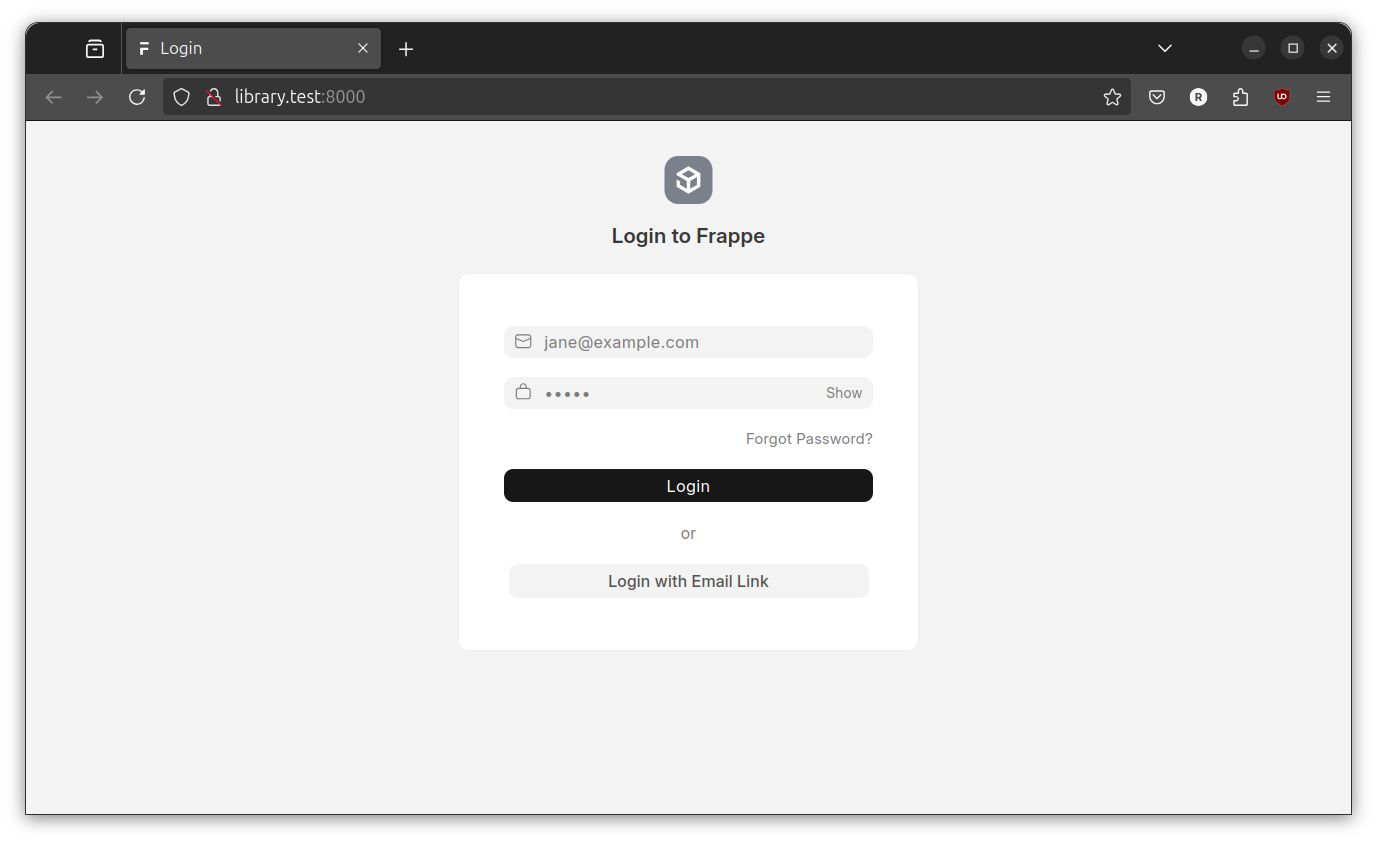 Login
library.test:8000
R
Login to Frappe
jane@example.com
••••• Show
Forgot Password?
Login
or
Login with Email Link